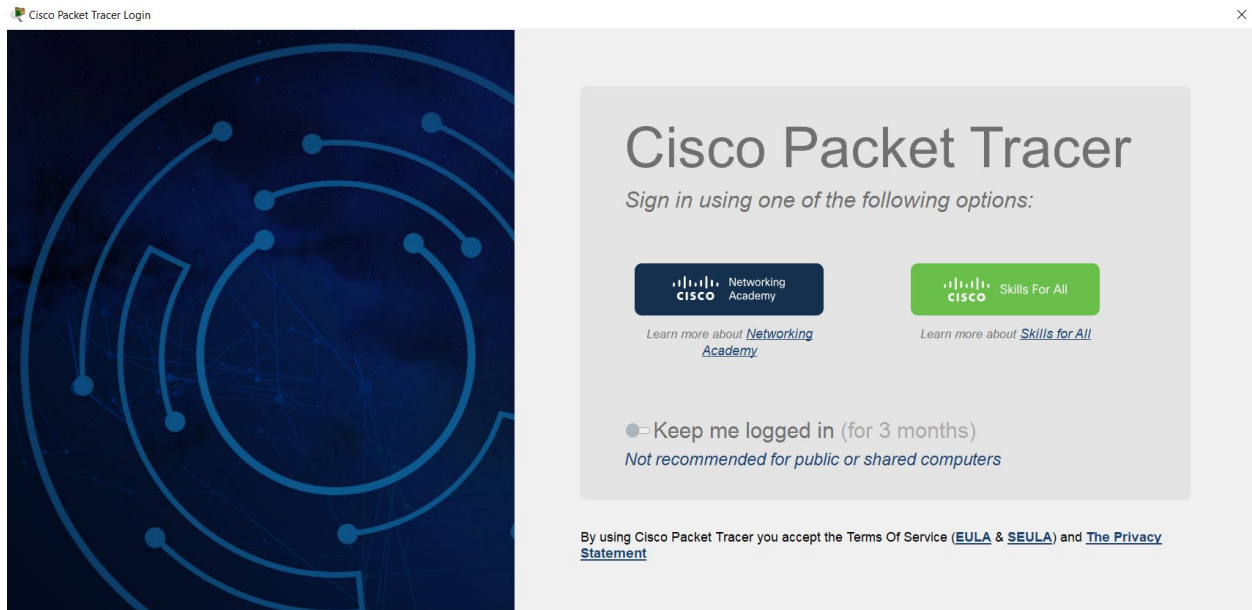 Cisco Packet Tracer Login
Cisco Packet Tracer
Sign in using one of the following options:
CISCO Networking Academy
CISCO Skills For All
Learn more about Networking Academy
Learn more about Skills for All
Keep me logged in (for 3 months)
Not recommended for public or shared computers
By using Cisco Packet Tracer you accept the Terms Of Service (EULA & SEULA) and The Privacy
Statement